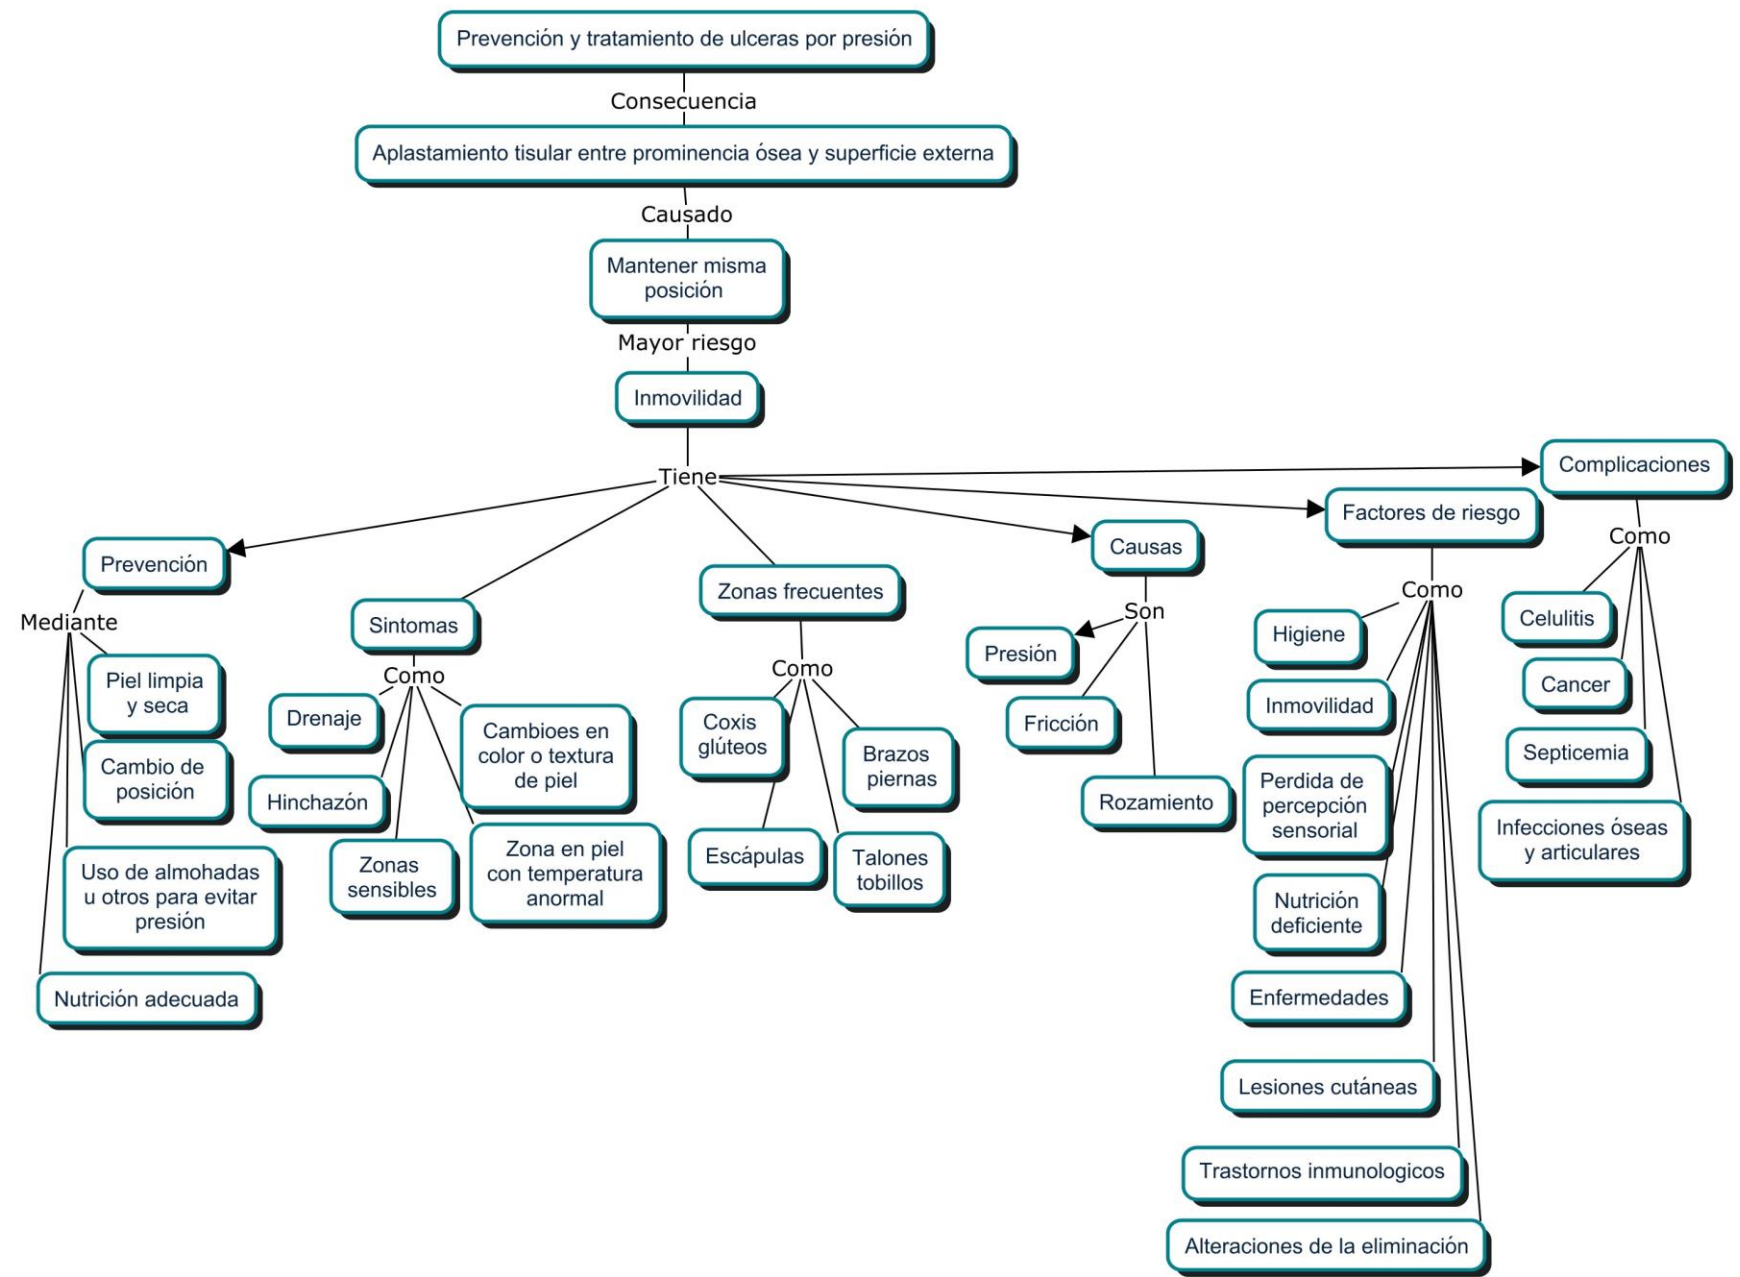 Prevención y tratamiento de ulceras por presión
Consecuencia
Aplastamiento tisular entre prominencia ósea y superficie externa
Causado
Mantener misma
posición
Mayor riesgo
Inmovilidad
Tiene
Prevención
Mediante
Piel limpia
y seca
Cambio de
posición
Uso de almohadas
u otros para evitar
presión
Nutrición adecuada
Sintomas
Como
Drenaje
Hinchazón
Zonas
sensibles
Cambioes en
color o textura
de piel
Zona en piel
con temperatura
anormal
Zonas frecuentes
Como
Coxis
glúteos
Escápulas
Brazos
piernas
Talones
tobillos
Causas
Son
Presión
Fricción
Rozamiento
Factores de riesgo
Como
Higiene
Inmovilidad
Perdida de
percepción
sensorial
Nutrición
deficiente
Enfermedades
Lesiones cutáneas
Trastornos inmunologicos
Alteraciones de la eliminación
Complicaciones
Como
Celulitis
Cancer
Septicemia
Infecciones óseas
y articulares